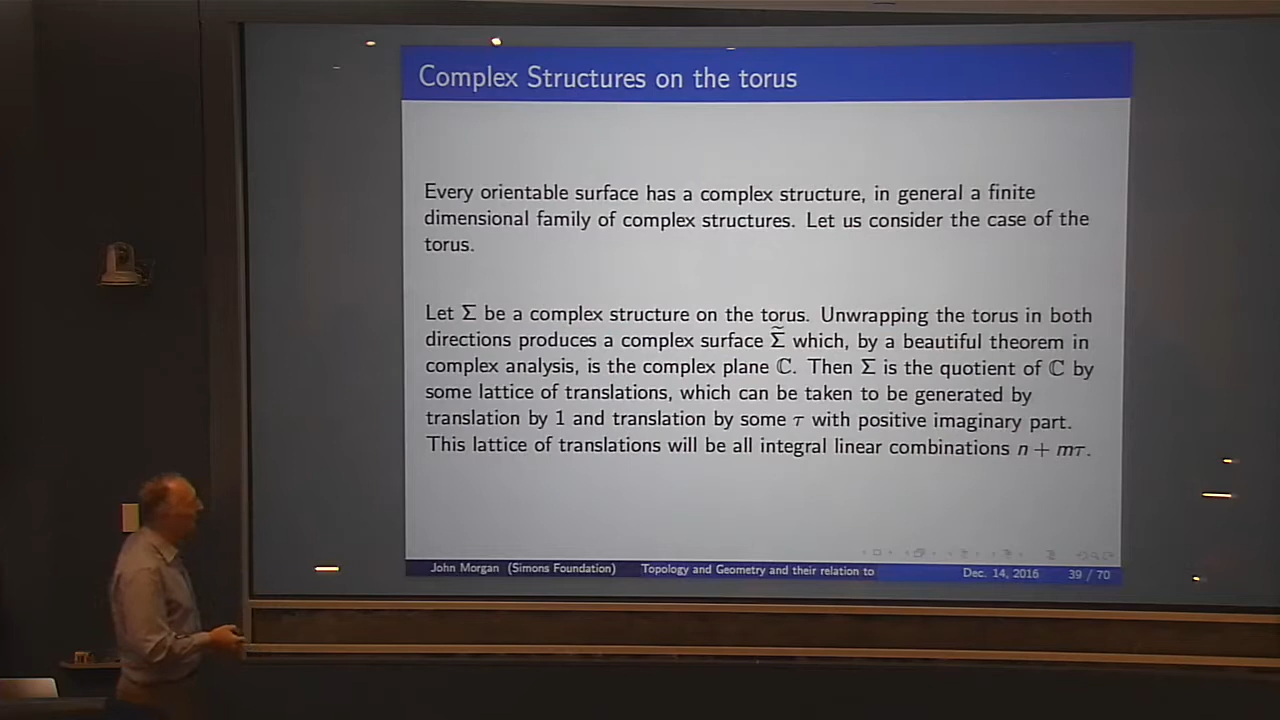 Complex Structures on the torus
Every orientable surface has a complex structure, in general a finite
dimensional family of complex structures. Let us consider the case of the
torus.
Let Σ be a complex structure on the torus. Unwrapping the torus in both
directions produces a complex surface Σ̃ which, by a beautiful theorem in
complex analysis, is the complex plane ℂ. Then Σ is the quotient of ℂ by
some lattice of translations, which can be taken to be generated by
translation by 1 and translation by some τ with positive imaginary part.
This lattice of translations will be all integral linear combinations n + mτ.
John Morgan (Simons Foundation) Topology and Geometry and their relation to Dec. 14, 2016 39 / 70